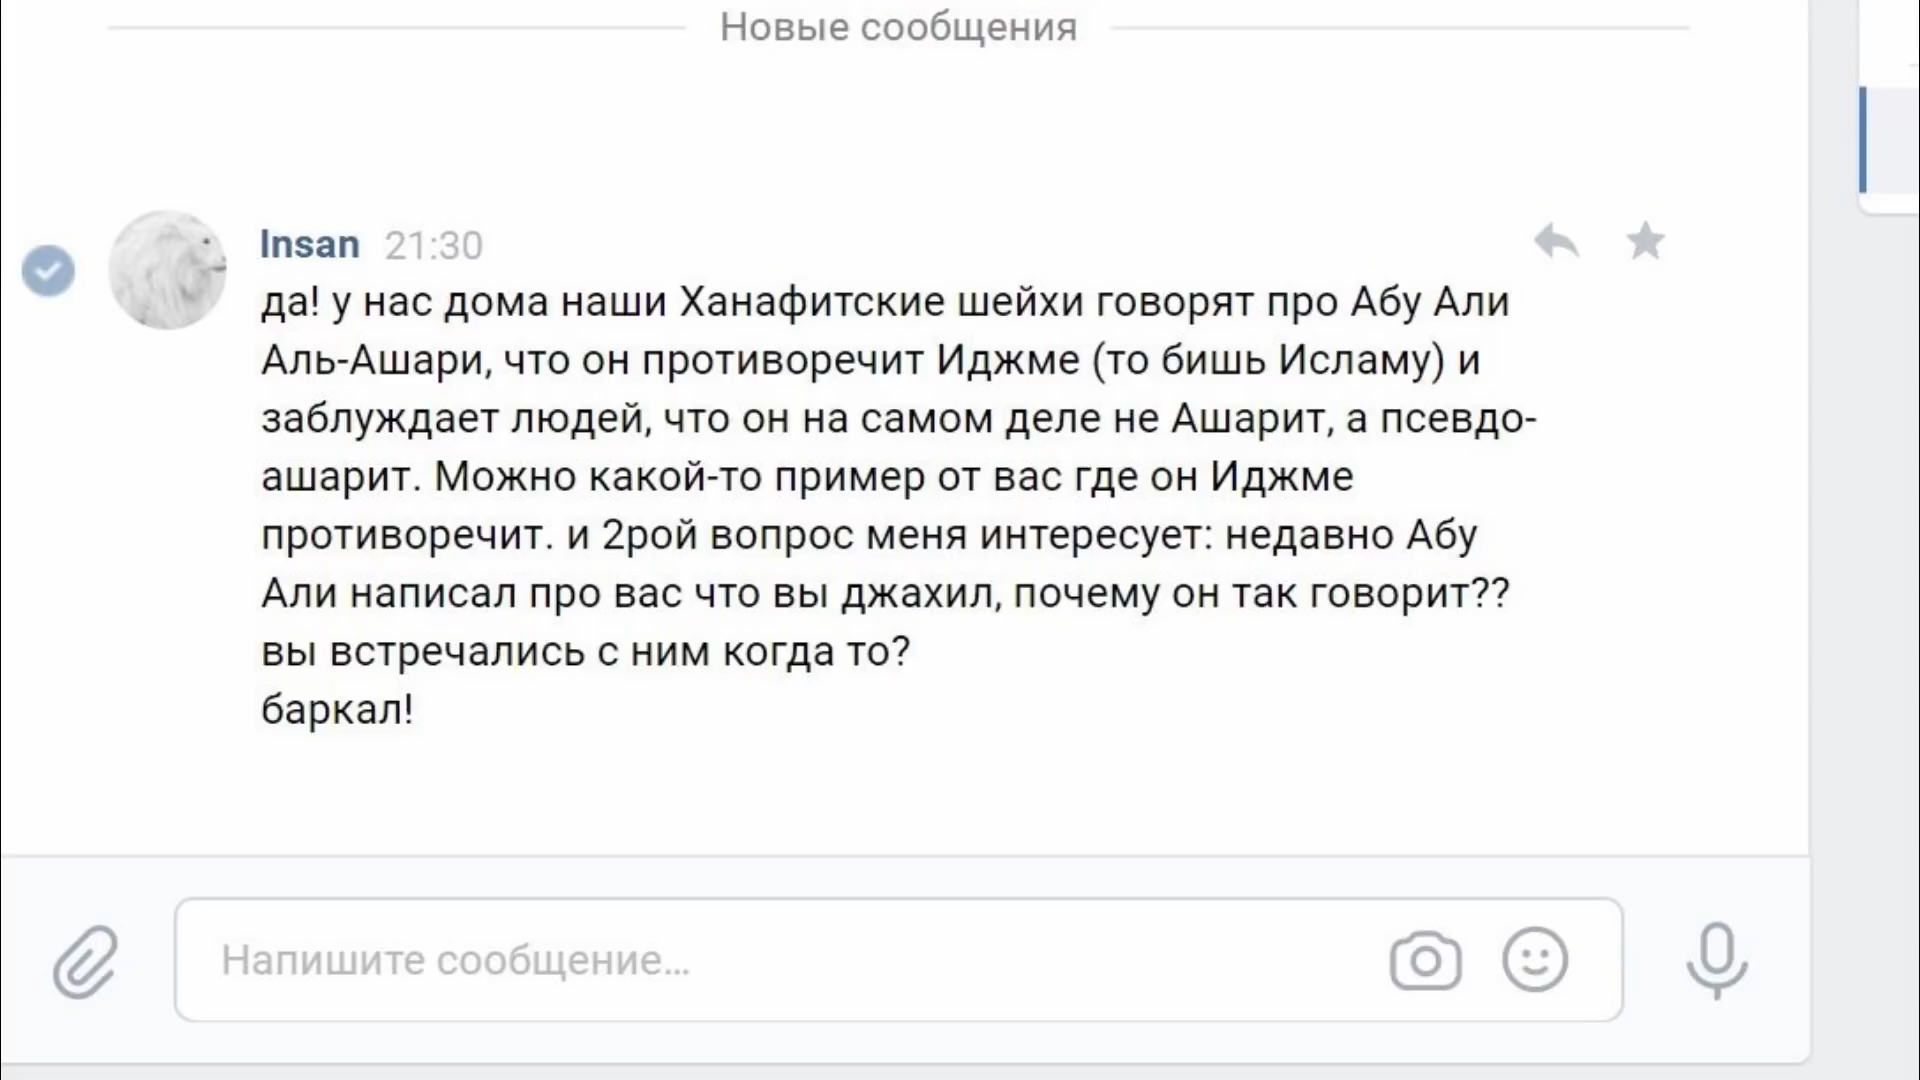 Новые сообщения
Insan 21:30
да! у нас дома наши Ханафитские шейхи говорят про Абу Али
Аль-Ашари, что он противоречит Иджме (то бишь Исламу) и
заблуждает людей, что он на самом деле не Ашарит, а псевдо-
ашарит. Можно какой-то пример от вас где он Иджме
противоречит. и 2рой вопрос меня интересует: недавно Абу
Али написал про вас что вы джахил, почему он так говорит??
вы встречались с ним когда то?
баркал!
Напишите сообщение...